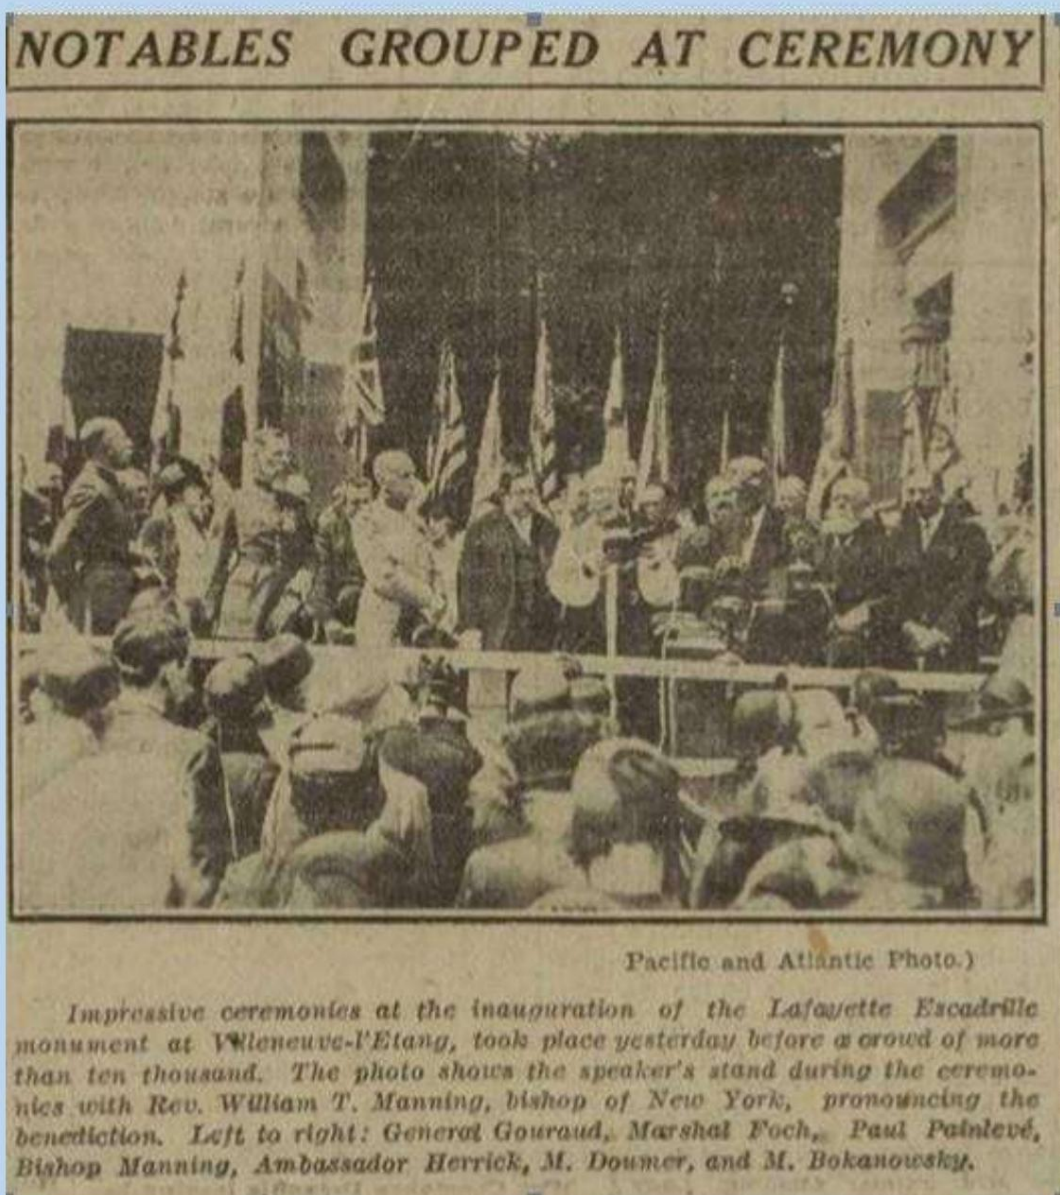 NOTABLES GROUPED AT CEREMONY
Pacific and Atlantic Photo.)
Impressive ceremonies at the inauguration of the Lafayette Escadrille
monument at Villeneuve-l'Etang, took place yesterday before a crowd of more
than ten thousand. The photo shows the speaker's stand during the ceremo-
nies with Rev. William T. Manning, bishop of New York, pronouncing the
benediction. Left to right: General Gouraud, Marshal Foch, Paul Painlevé,
Bishop Manning, Ambassador Herrick, M. Doumer, and M. Bokanowsky.